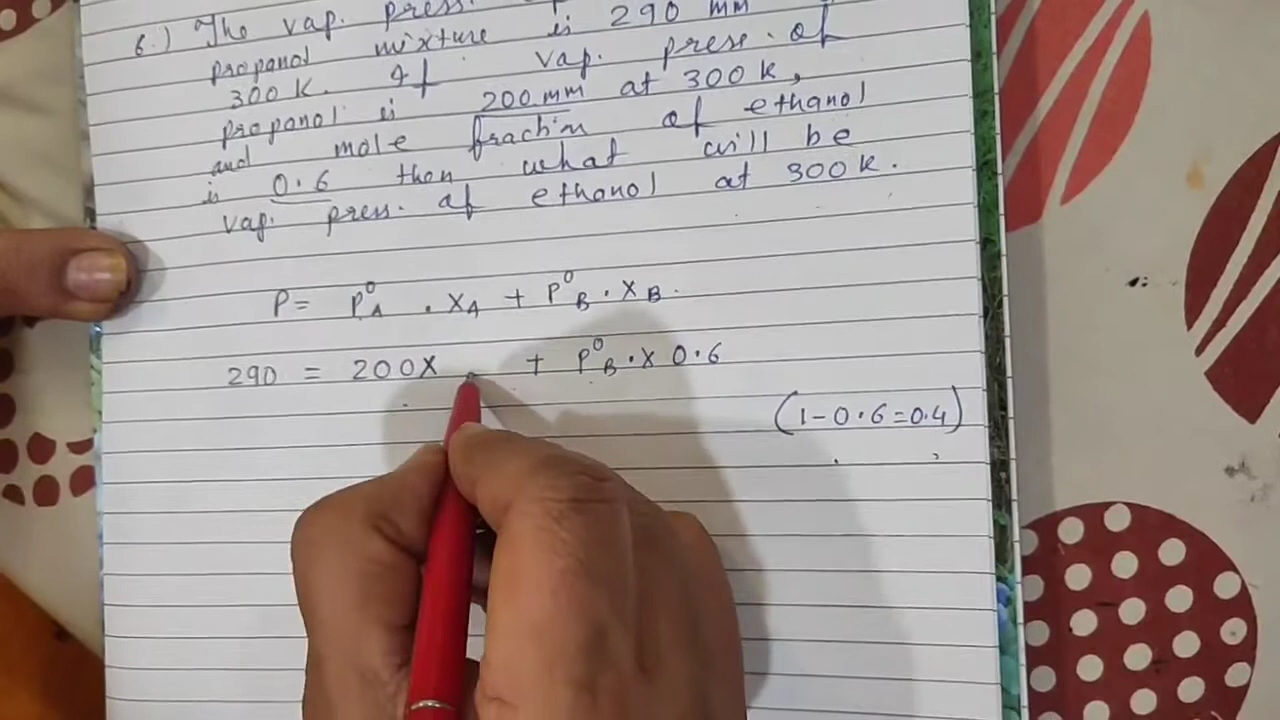 6.) The vap. press.
propanol mixture is 290 mm
300 K. If vap. press. of
propanol is 200 mm at 300 K,
and mole fraction of ethanol
is 0.6 then what will be
vap. press. of ethanol at 300 K.
P = P°A . XA + P°B . XB.
290 = 200 X + P°B . X 0.6
(1 - 0.6 = 0.4)